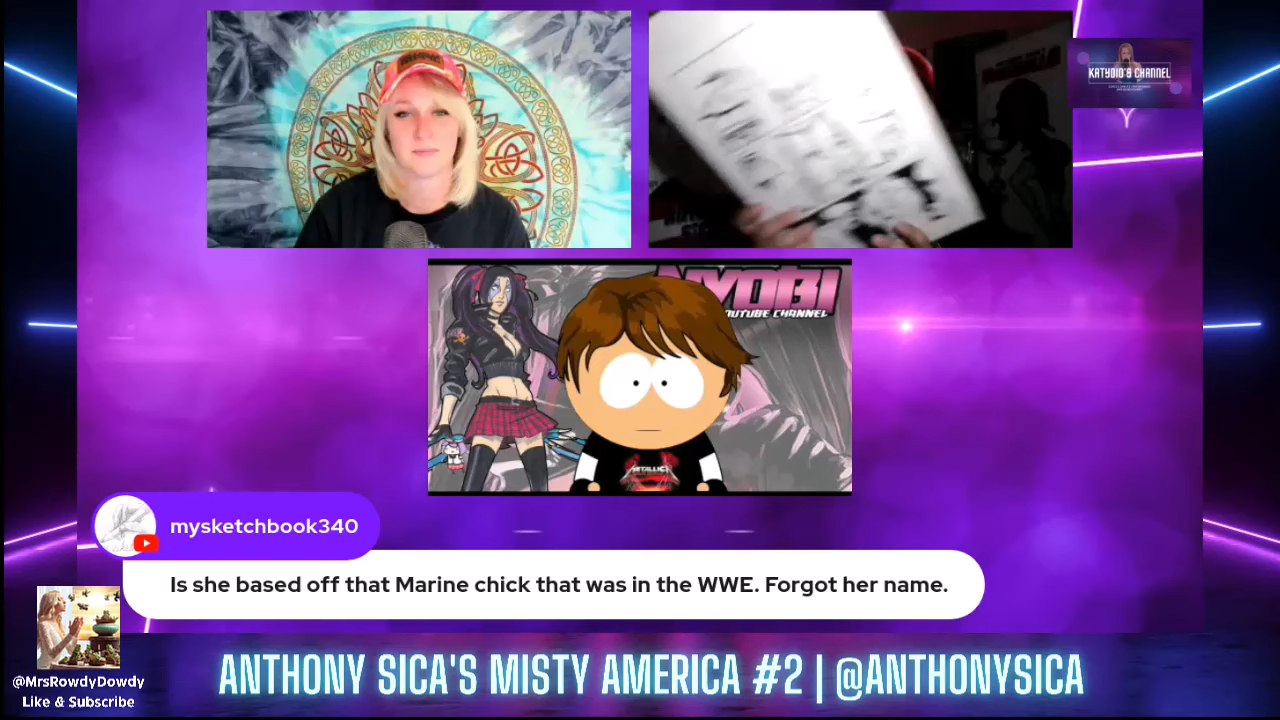 KATYDID'S CHANNEL
NYOBI
YOUTUBE CHANNEL
METALLICA
mysketchbook340
Is she based off that Marine chick that was in the WWE. Forgot her name.
@MrsRowdyDowdy
Like & Subscribe
ANTHONY SICA'S MISTY AMERICA #2 | @ANTHONYSICA